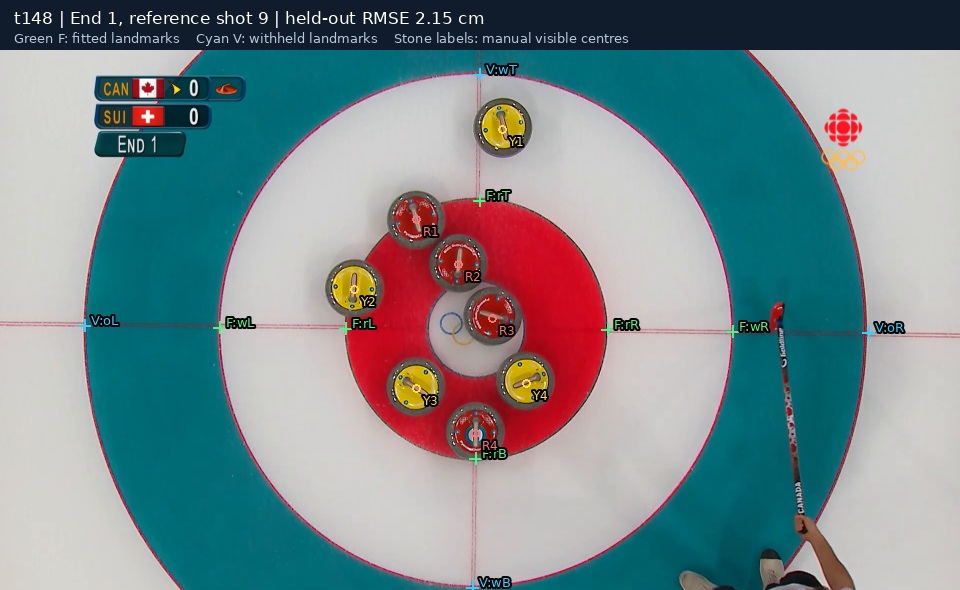 t148 | End 1, reference shot 9 | held-out RMSE 2.15 cm
Green F: fitted landmarks Cyan V: withheld landmarks Stone labels: manual visible centres
V:wT
CAN 0
SUI 0
END 1
Y1
F:rT
R1
R2
Y2
R3
V:oL
F:wL
F:rL
F:rR
F:wR
V:oR
Goldline
Y3
Y4
R4
F:rB
CANADA
V:wB